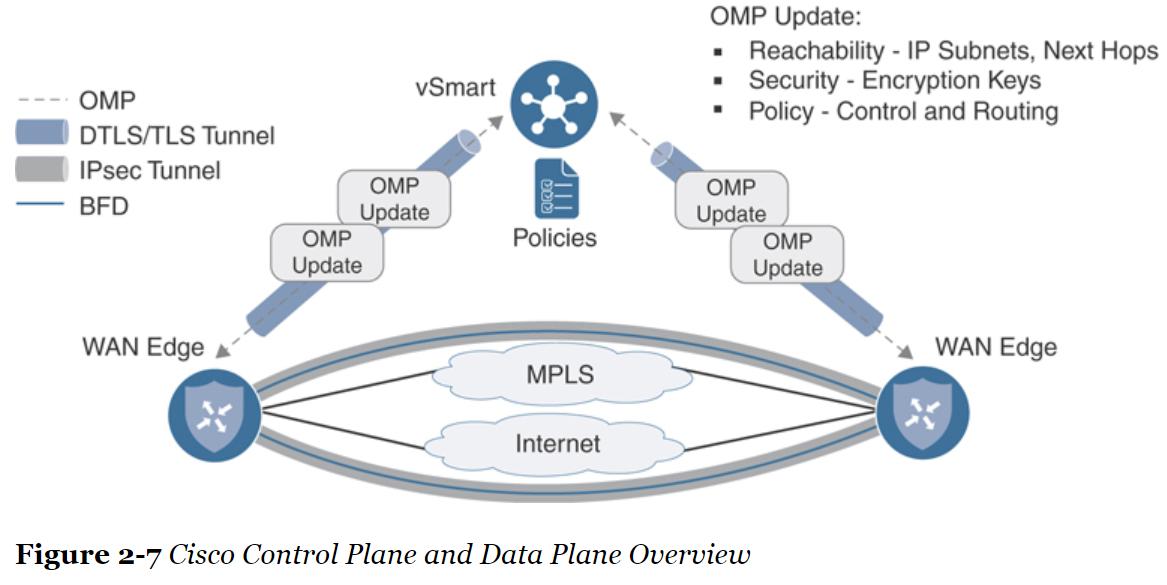 OMP Update:
▪ Reachability - IP Subnets, Next Hops
▪ Security - Encryption Keys
▪ Policy - Control and Routing
vSmart
OMP
DTLS/TLS Tunnel
IPsec Tunnel
BFD
OMP
Update
OMP
Update
OMP
Update
OMP
Update
Policies
WAN Edge
WAN Edge
MPLS
Internet
Figure 2-7 Cisco Control Plane and Data Plane Overview